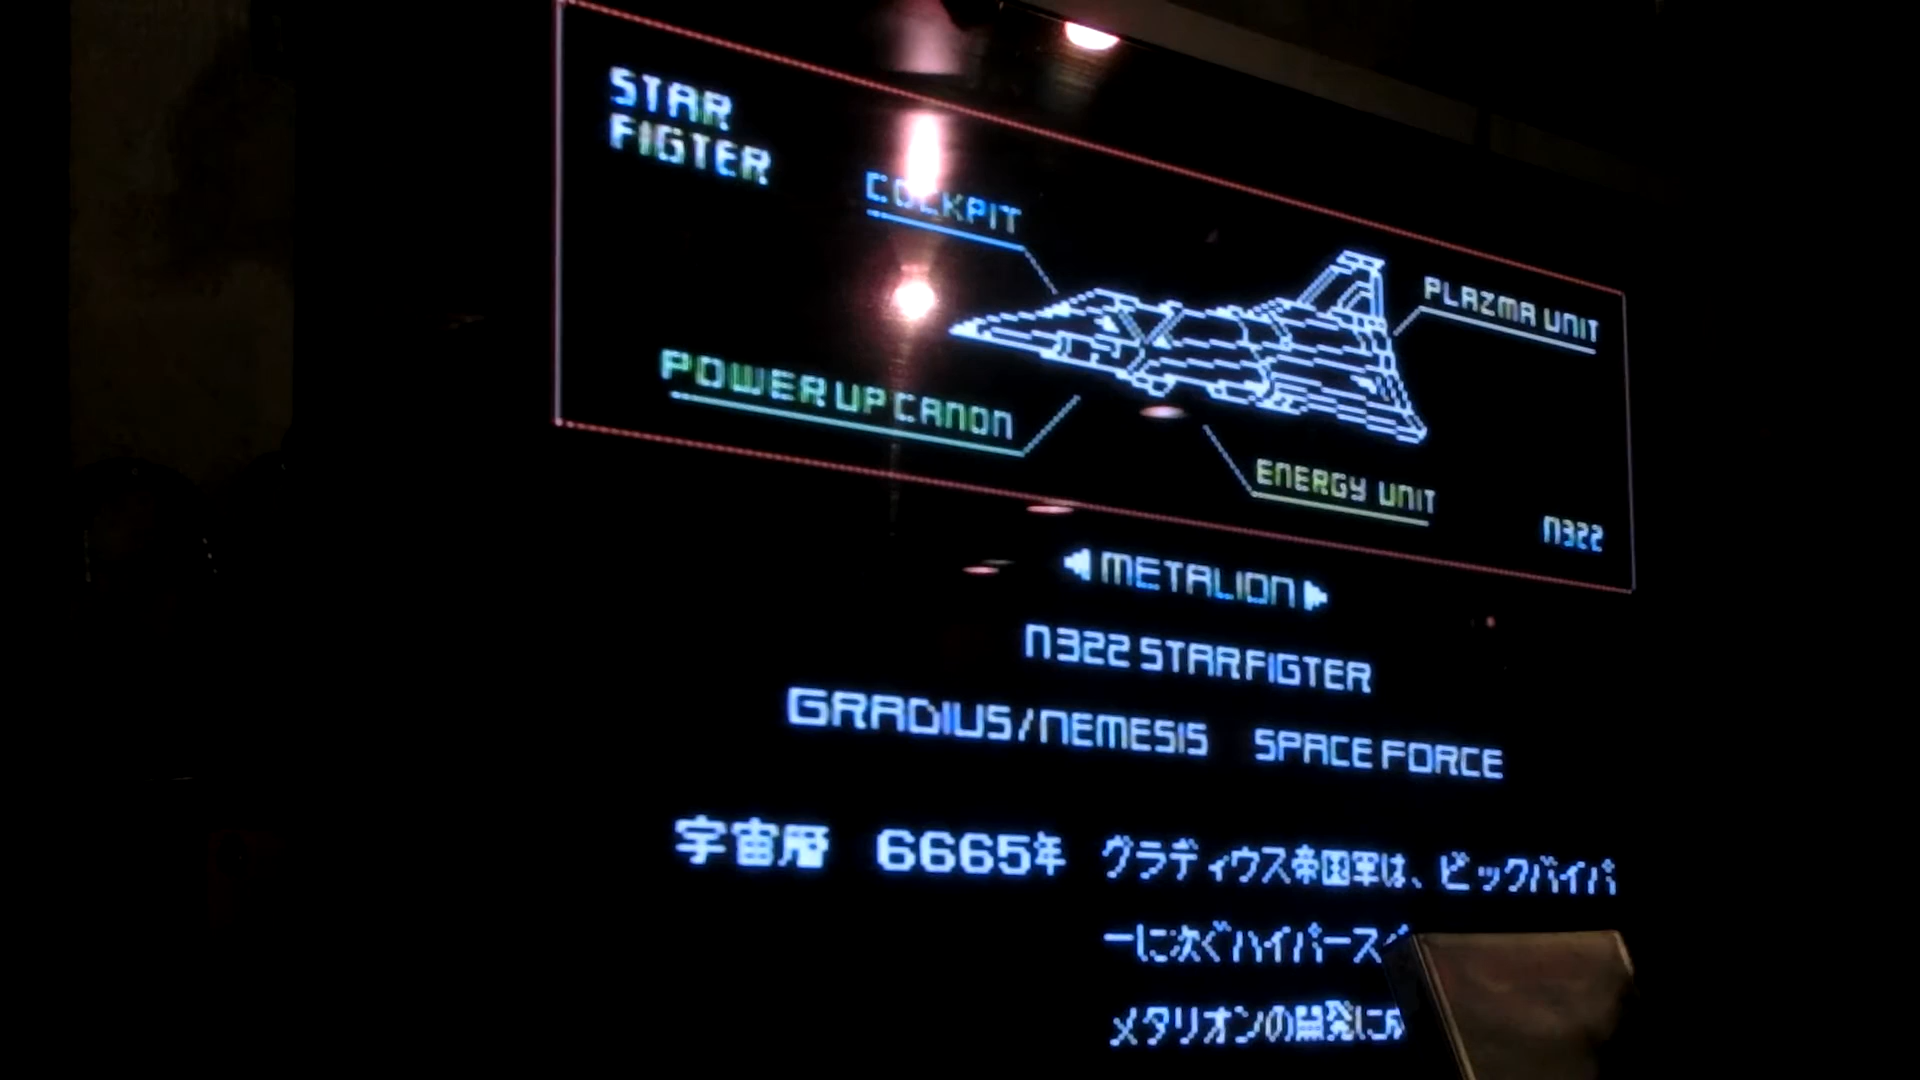 STAR
FIGTER
COCKPIT
PLAZMA UNIT
POWER UP CANON
ENERGY UNIT
N322
◀METALION▶
N322 STAR FIGTER
GRADIUS/NEMESIS SPACE FORCE
宇宙暦 6665年 グラディウス帝国軍は、ビックバイパ
ーに次ぐハイパース
メタリオンの開発に成